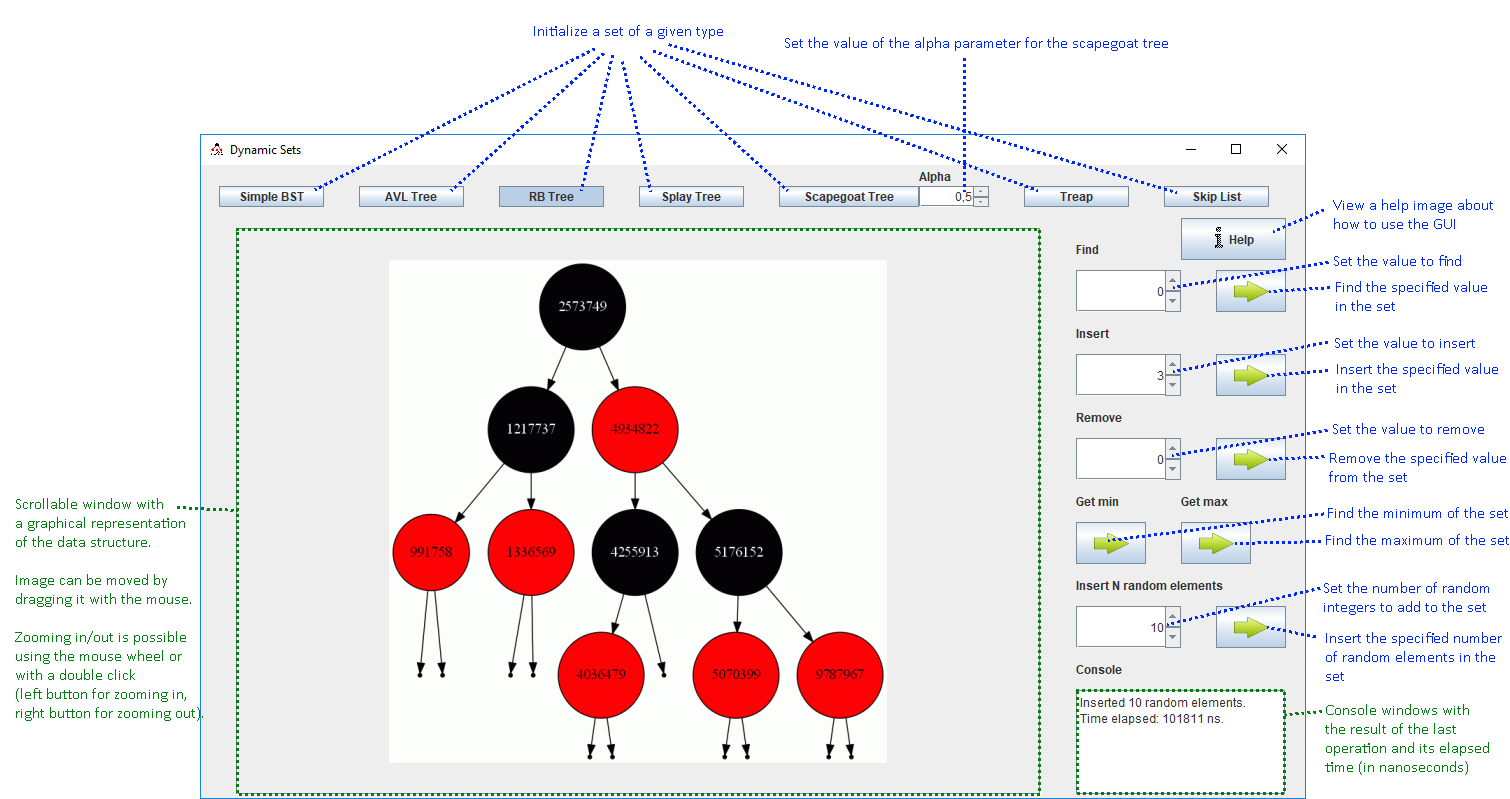 Initialize a set of a given type
Set the value of the alpha parameter for the scapegoat tree
Dynamic Sets
Alpha
Simple BST
AVL Tree
RB Tree
Splay Tree
Scapegoat Tree
0,5
Treap
Skip List
Help
View a help image about
how to use the GUI
Find
0
Set the value to find
Find the specified value
in the set
Insert
3
Set the value to insert
Insert the specified value
in the set
Remove
0
Set the value to remove
Remove the specified value
from the set
Get min
Get max
Find the minimum of the set
Find the maximum of the set
Insert N random elements
10
Set the number of random
integers to add to the set
Insert the specified number
of random elements in the
set
Console
Inserted 10 random elements.
Time elapsed: 101811 ns.
Console windows with
the result of the last
operation and its elapsed
time (in nanoseconds)
2573749
1217737
4934822
991758
1336569
4255913
5176152
4036479
5070399
9787967
Scrollable window with
a graphical representation
of the data structure.
Image can be moved by
dragging it with the mouse.
Zooming in/out is possible
using the mouse wheel or
with a double click
(left button for zooming in,
right button for zooming out).